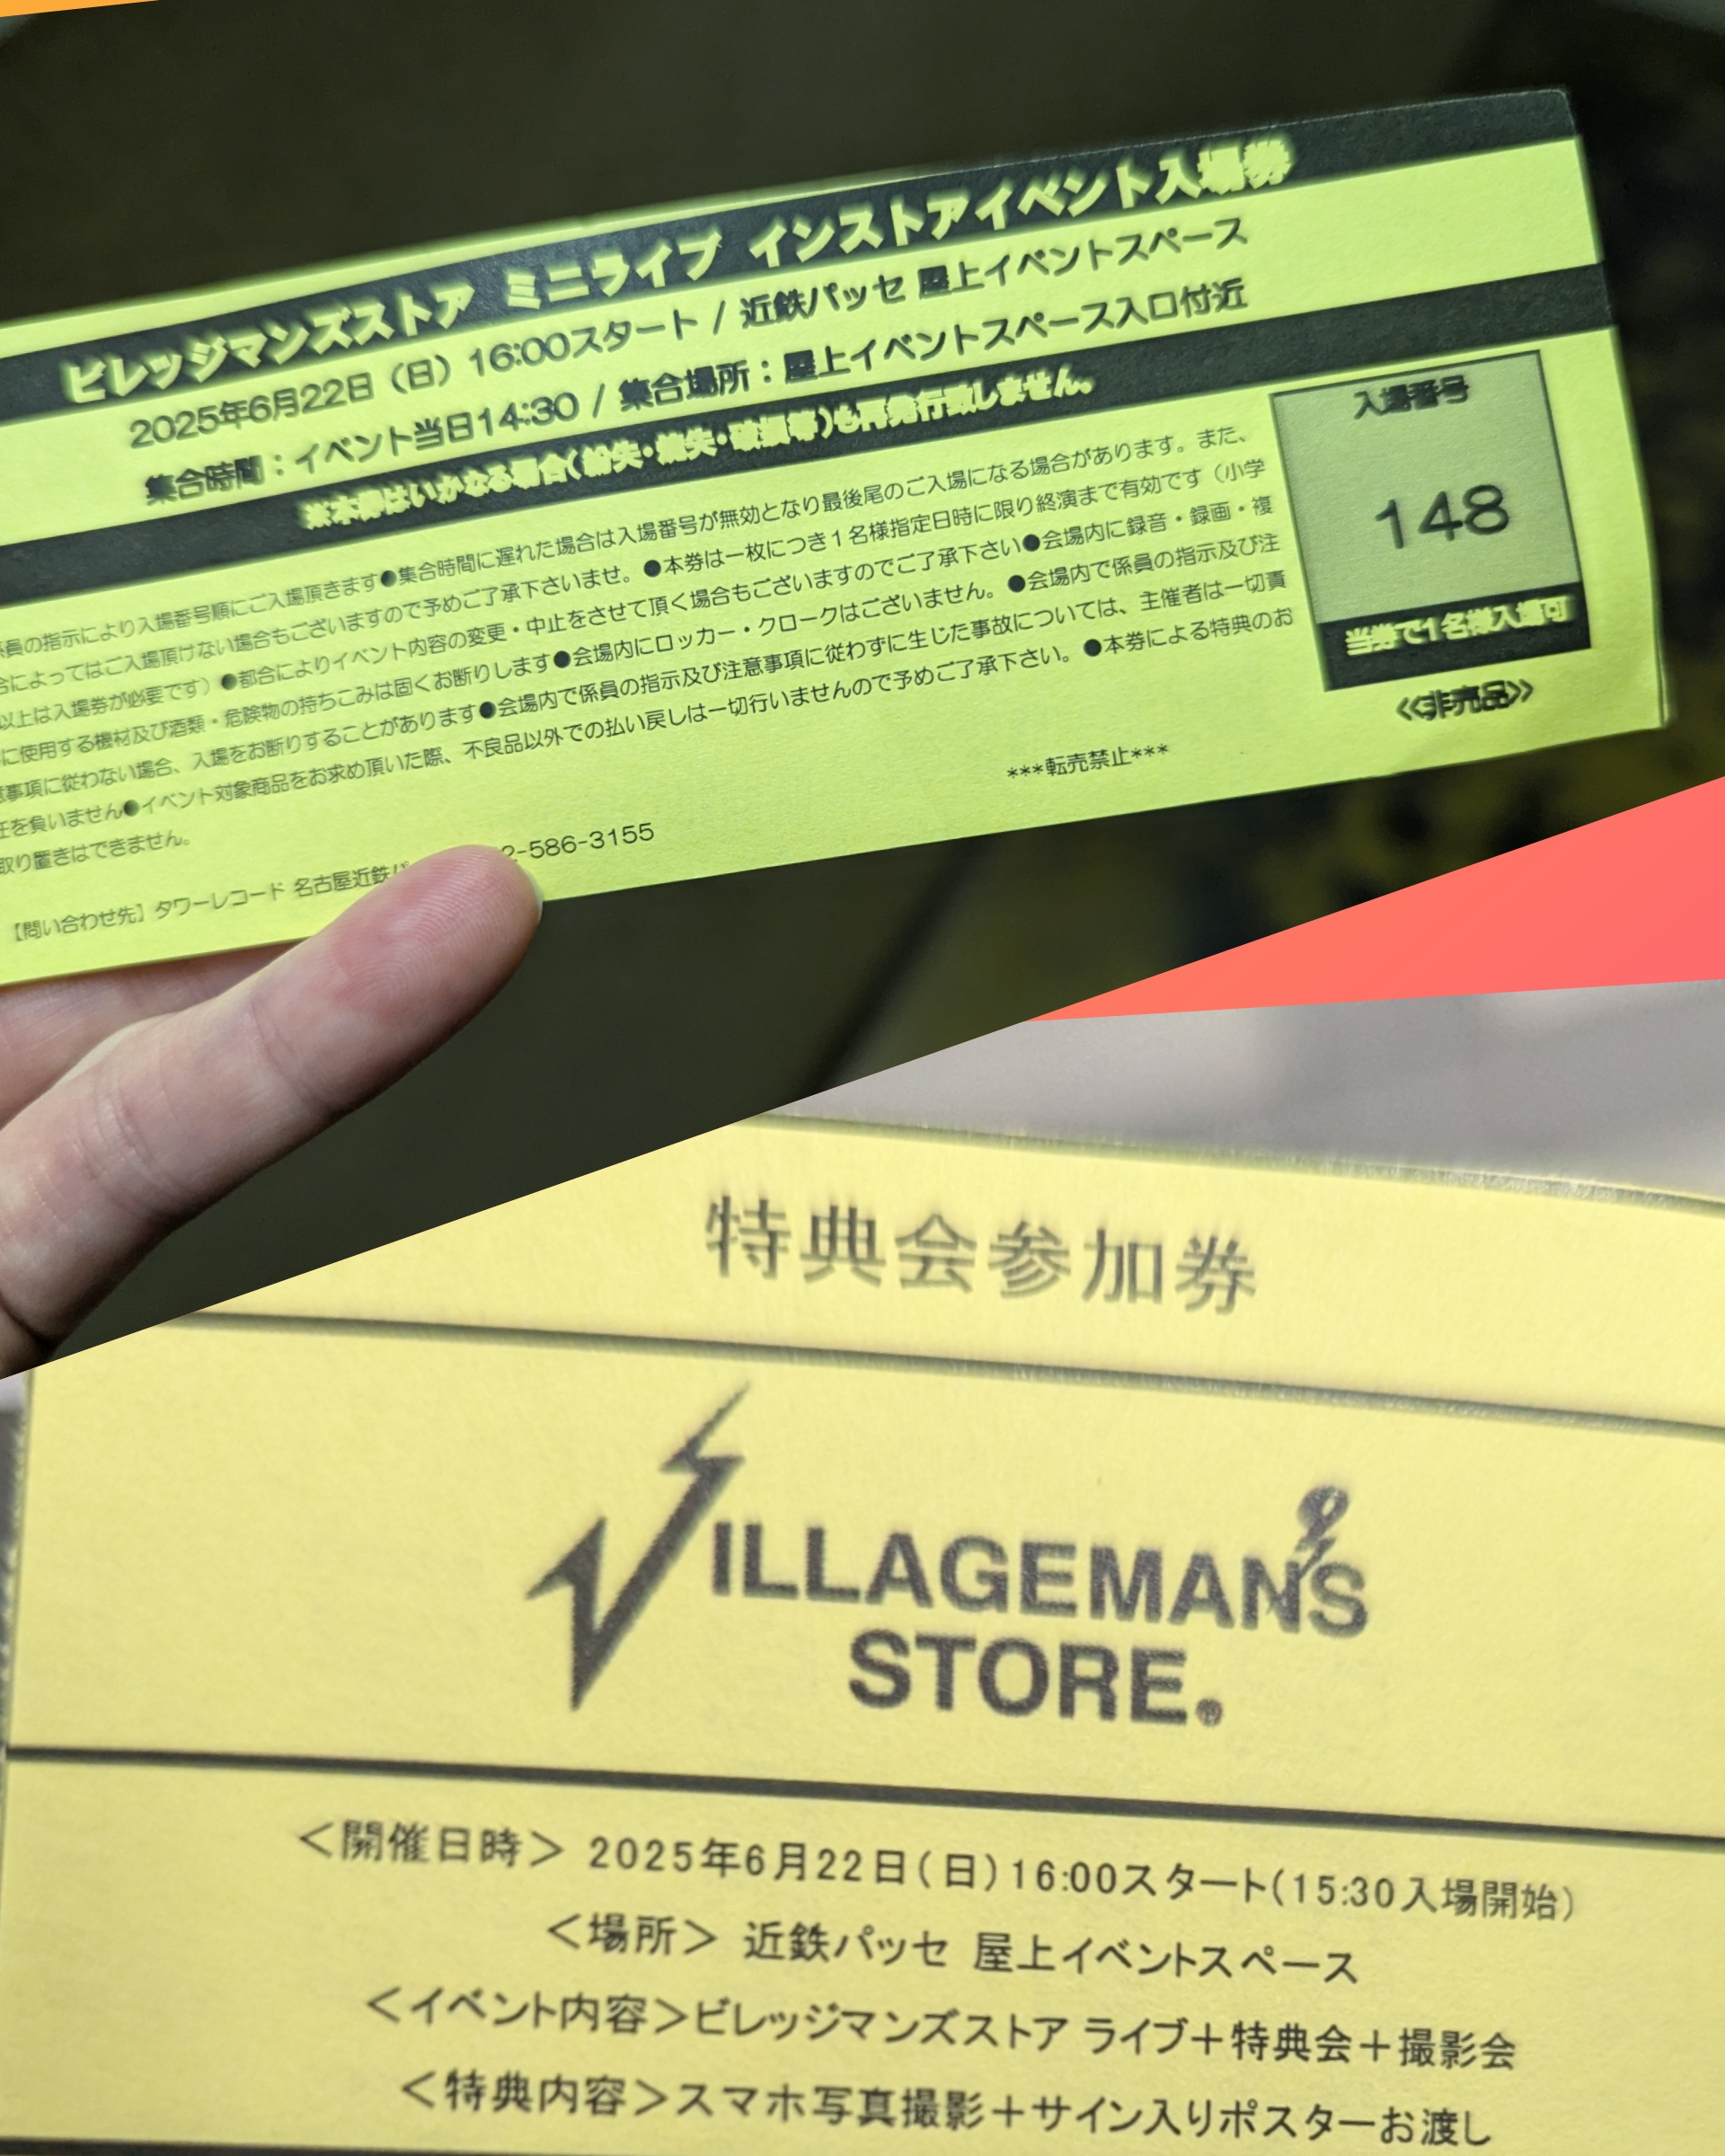 ビレッジマンズストア ミニライブ インストアイベント入場券
2025年6月22日（日）16:00スタート / 近鉄パッセ 屋上イベントスペース
集合時間：イベント当日14:30 / 集合場所：屋上イベントスペース入口付近
※本券はいかなる場合(紛失・焼失・破損等)も再発行致しません。
係員の指示により入場番号順にご入場頂きます●集合時間に遅れた場合は入場番号が無効となり最後尾のご入場になる場合があります。また、
合によってはご入場頂けない場合もございますので予めご了承下さいませ。●本券は一枚につき1名様指定日時に限り終演まで有効です（小学
以上は入場券が必要です）●都合によりイベント内容の変更・中止をさせて頂く場合もございますのでご了承下さい●会場内に録音・録画・複
に使用する機材及び酒類・危険物の持ちこみは固くお断りします●会場内にロッカー・クロークはございません。●会場内で係員の指示及び注
意事項に従わない場合、入場をお断りすることがあります●会場内で係員の指示及び注意事項に従わずに生じた事故については、主催者は一切責
任を負いません●イベント対象商品をお求め頂いた際、不良品以外での払い戻しは一切行いませんので予めご了承下さい。●本券による特典のお
取り置きはできません。
入場番号
148
当券で1名様入場可
≪非売品≫
***転売禁止***
【問い合わせ先】タワーレコード 名古屋近鉄パ 2-586-3155
特典会参加券
VILLAGEMAN'S
STORE.
＜開催日時＞ 2025年6月22日(日)16:00スタート(15:30入場開始)
＜場所＞ 近鉄パッセ 屋上イベントスペース
＜イベント内容＞ビレッジマンズストア ライブ＋特典会＋撮影会
＜特典内容＞スマホ写真撮影＋サイン入りポスターお渡し